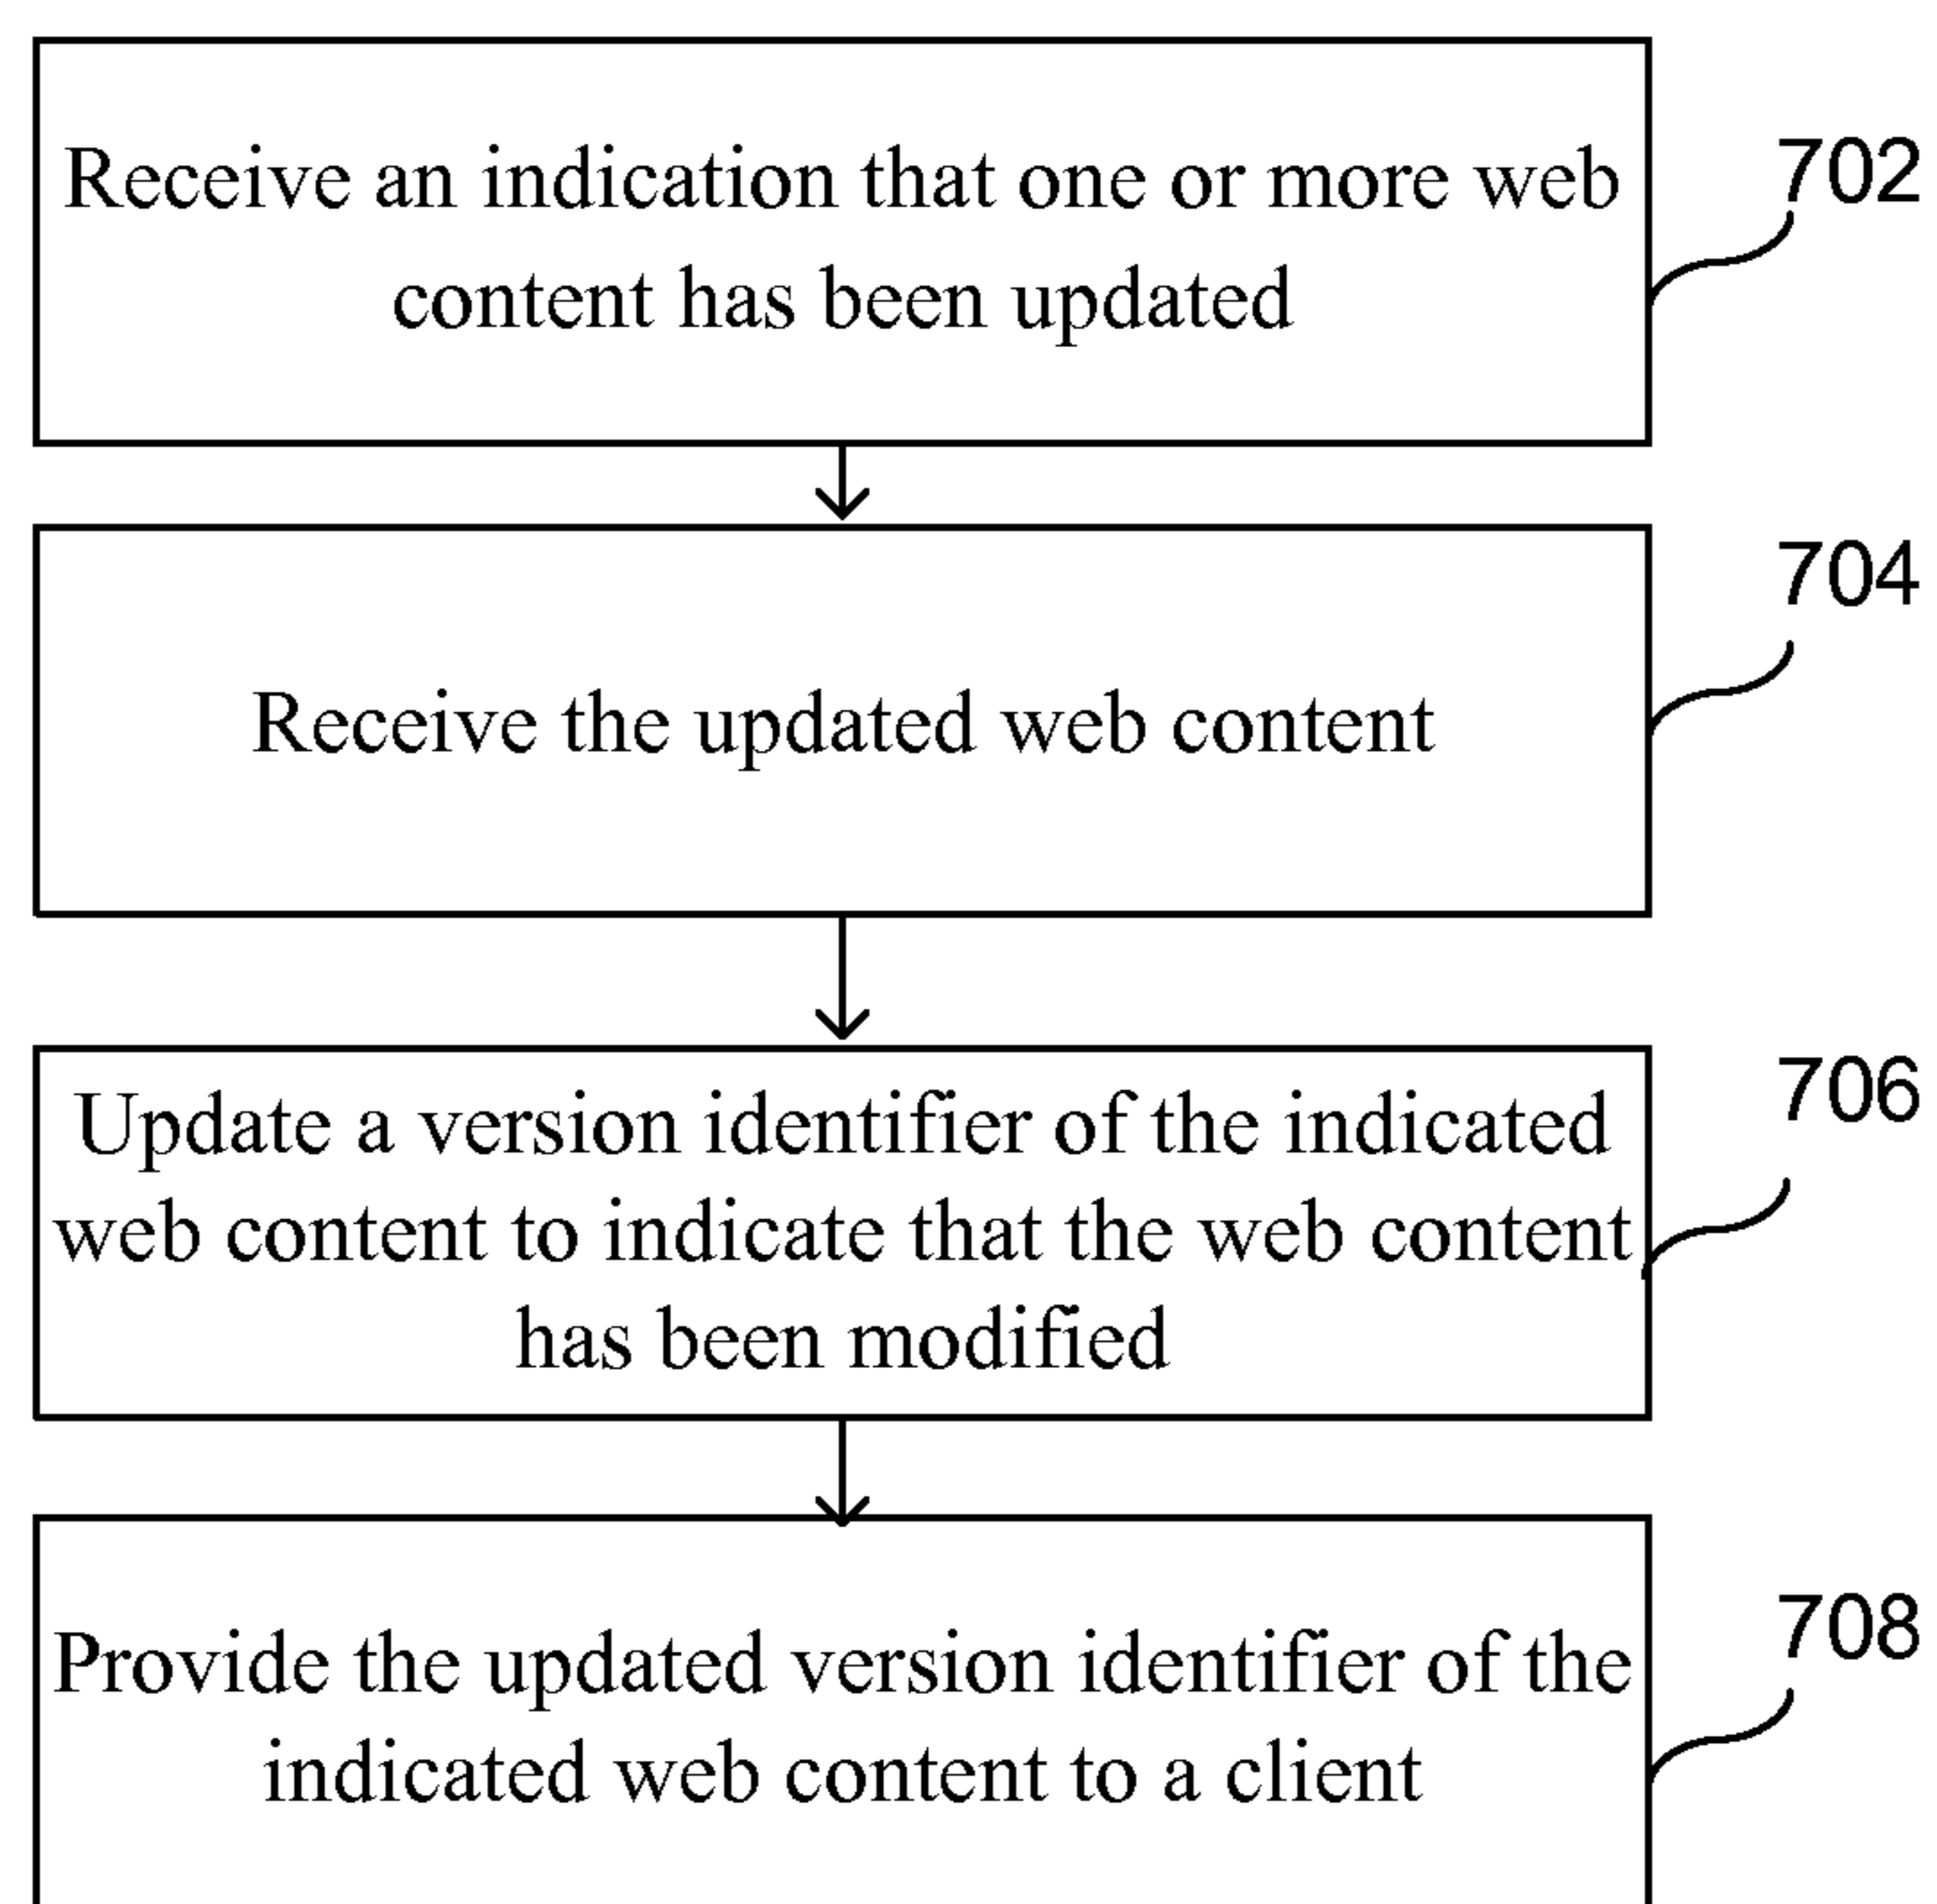 Receive an indication that one or more web
content has been updated
702
Receive the updated web content
704
Update a version identifier of the indicated
web content to indicate that the web content
has been modified
706
Provide the updated version identifier of the
indicated web content to a client
708